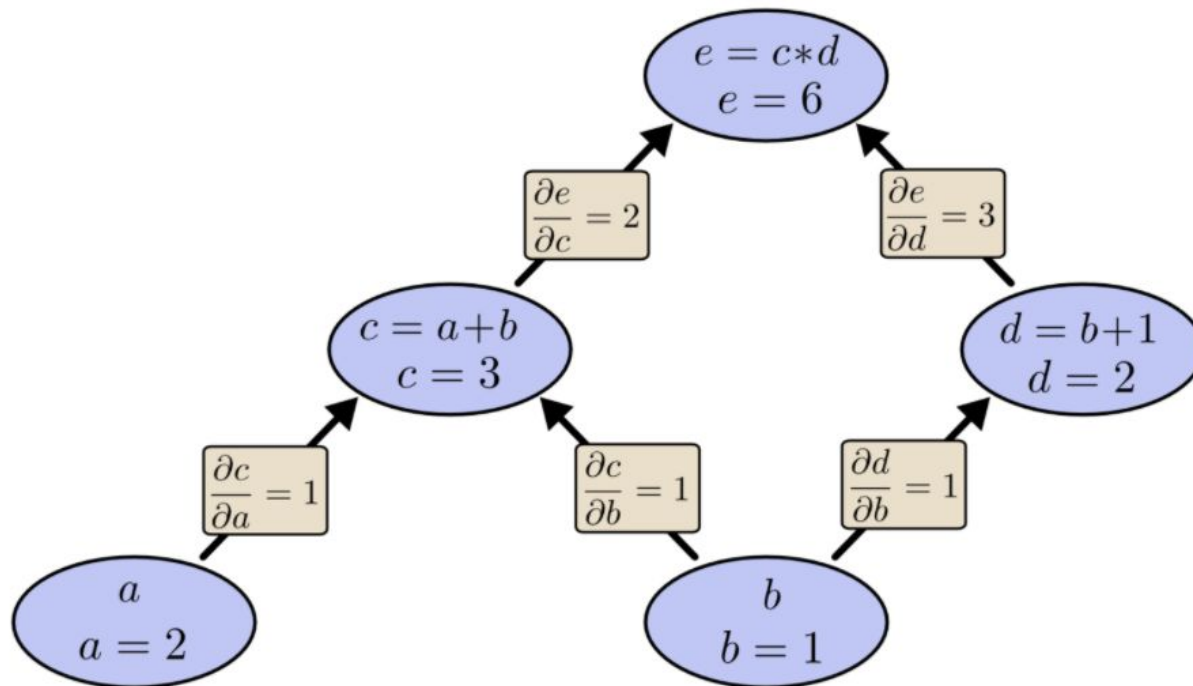 e = c*d
e = 6
∂e/∂c = 2
∂e/∂d = 3
c = a+b
c = 3
d = b+1
d = 2
∂c/∂a = 1
∂c/∂b = 1
∂d/∂b = 1
a
a = 2
b
b = 1